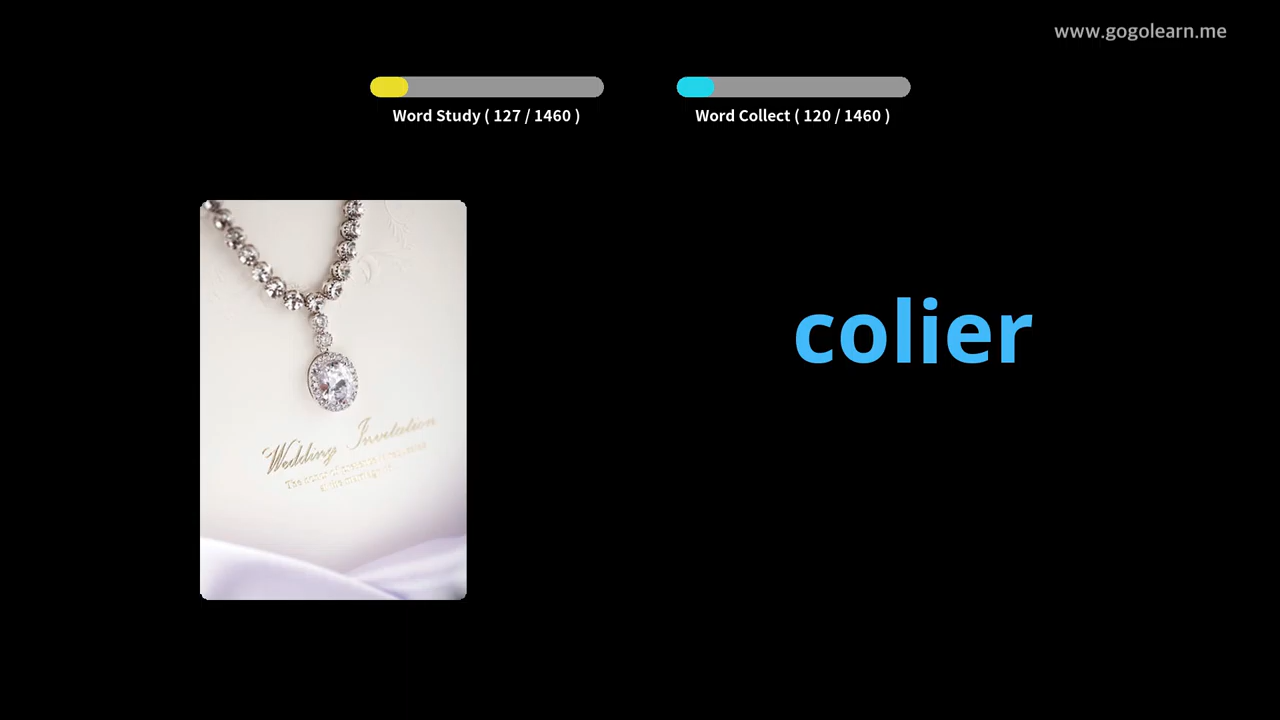 www.gogolearn.me
Word Study ( 127 / 1460 )
Word Collect ( 120 / 1460 )
colier
Wedding Invitation